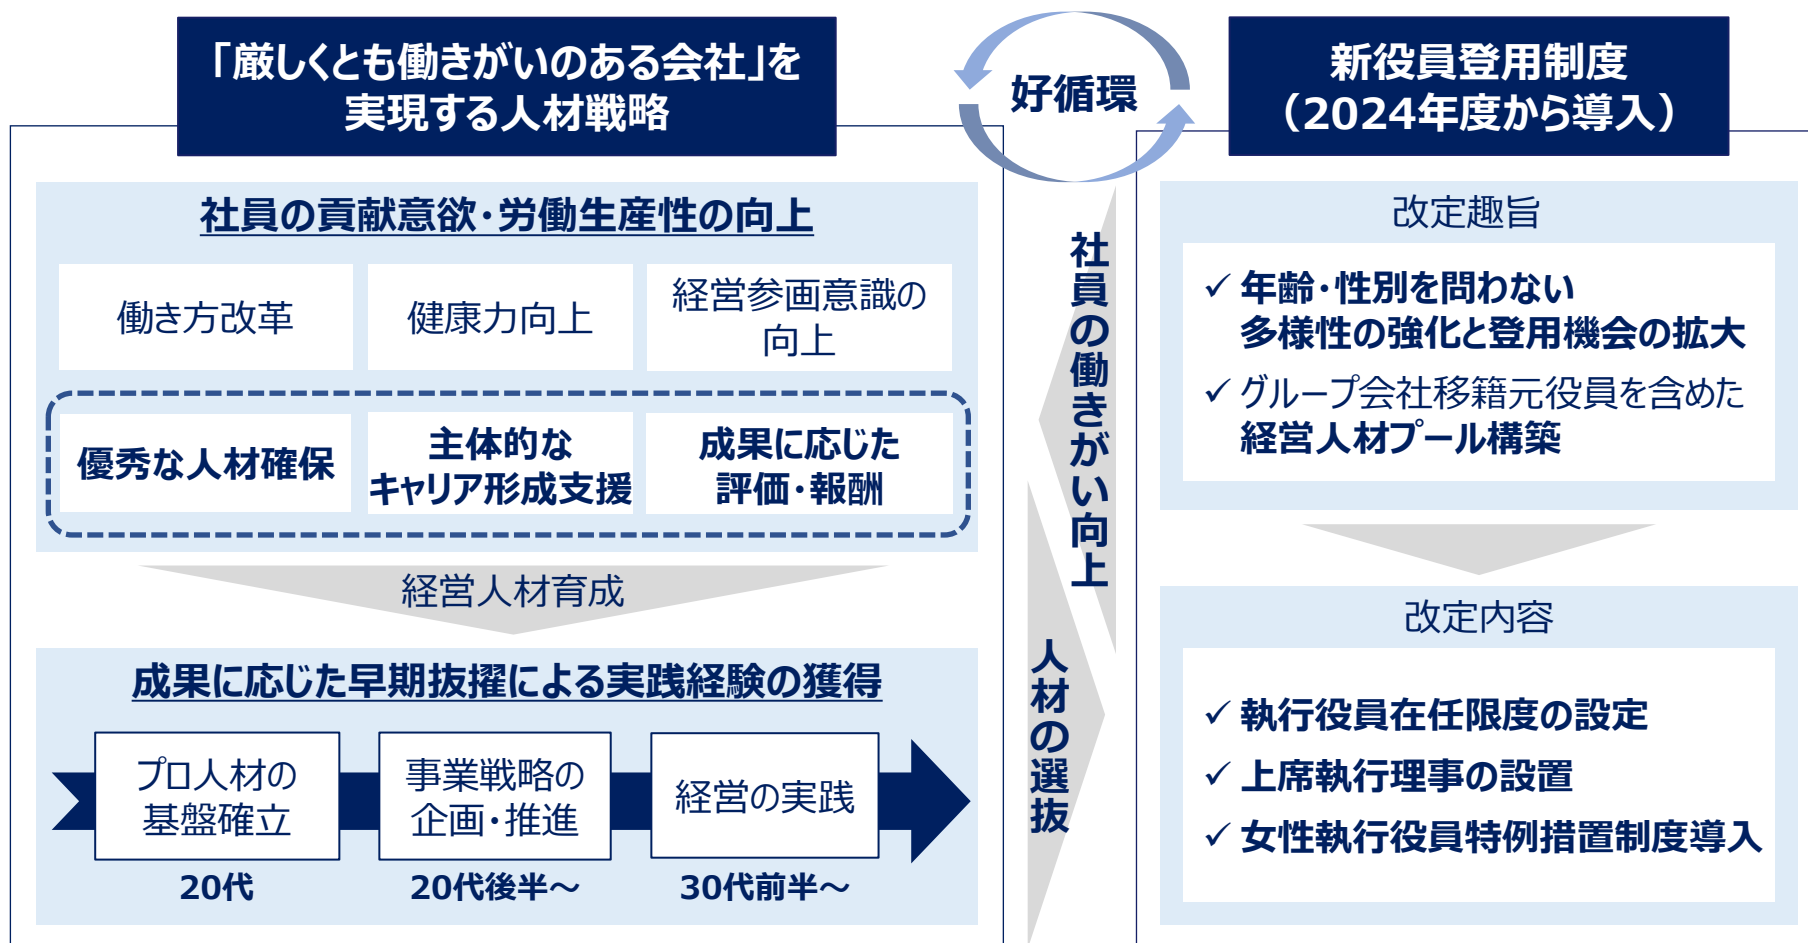 「厳しくとも働きがいのある会社」を
実現する人材戦略
好循環
新役員登用制度
（2024年度から導入）
社員の貢献意欲・労働生産性の向上
働き方改革
健康力向上
経営参画意識の
向上
優秀な人材確保
主体的な
キャリア形成支援
成果に応じた
評価・報酬
経営人材育成
成果に応じた早期抜擢による実践経験の獲得
プロ人材の
基盤確立
事業戦略の
企画・推進
経営の実践
20代
20代後半～
30代前半～
社員の働きがい向上
人材の選抜
改定趣旨
✓ 年齢・性別を問わない
多様性の強化と登用機会の拡大
✓ グループ会社移籍元役員を含めた
経営人材プール構築
改定内容
✓ 執行役員在任限度の設定
✓ 上席執行理事の設置
✓ 女性執行役員特例措置制度導入